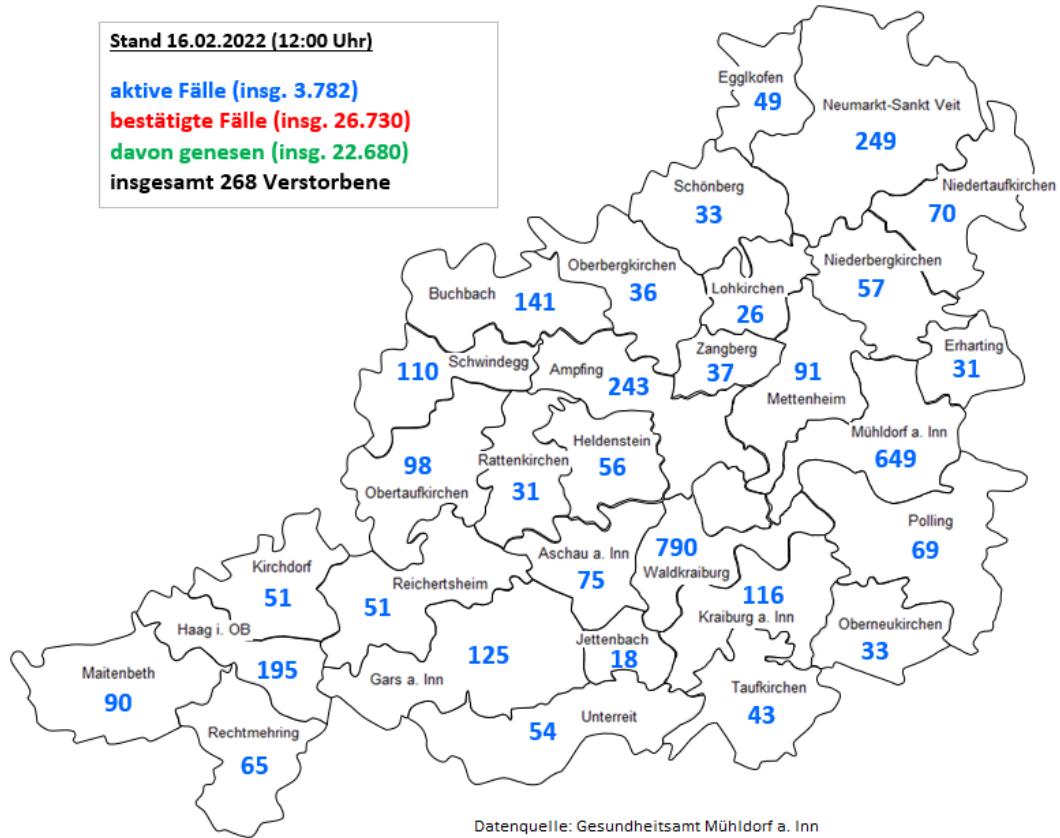 Stand 16.02.2022 (12:00 Uhr)
aktive Fälle (insg. 3.782)
bestätigte Fälle (insg. 26.730)
davon genesen (insg. 22.680)
insgesamt 268 Verstorbene
Egglkofen
49
Neumarkt-Sankt Veit
249
Schönberg
33
Niedertaufkirchen
70
Oberbergkirchen
36
Niederbergkirchen
57
Buchbach
141
Lohkirchen
26
Schwindegg
110
Ampfing
243
Zangberg
37
91
Mettenheim
Erharting
31
Mühldorf a. Inn
649
98
Obertaufkirchen
Rattenkirchen
31
Heldenstein
56
Polling
69
Kirchdorf
51
Reichertsheim
51
Aschau a. Inn
75
790
Waldkraiburg
116
Kraiburg a. Inn
Oberneukirchen
33
Haag i. OB
195
Maitenbeth
90
125
Gars a. Inn
Jettenbach
18
Taufkirchen
43
Rechtmehring
65
Unterreit
54
Datenquelle: Gesundheitsamt Mühldorf a. Inn